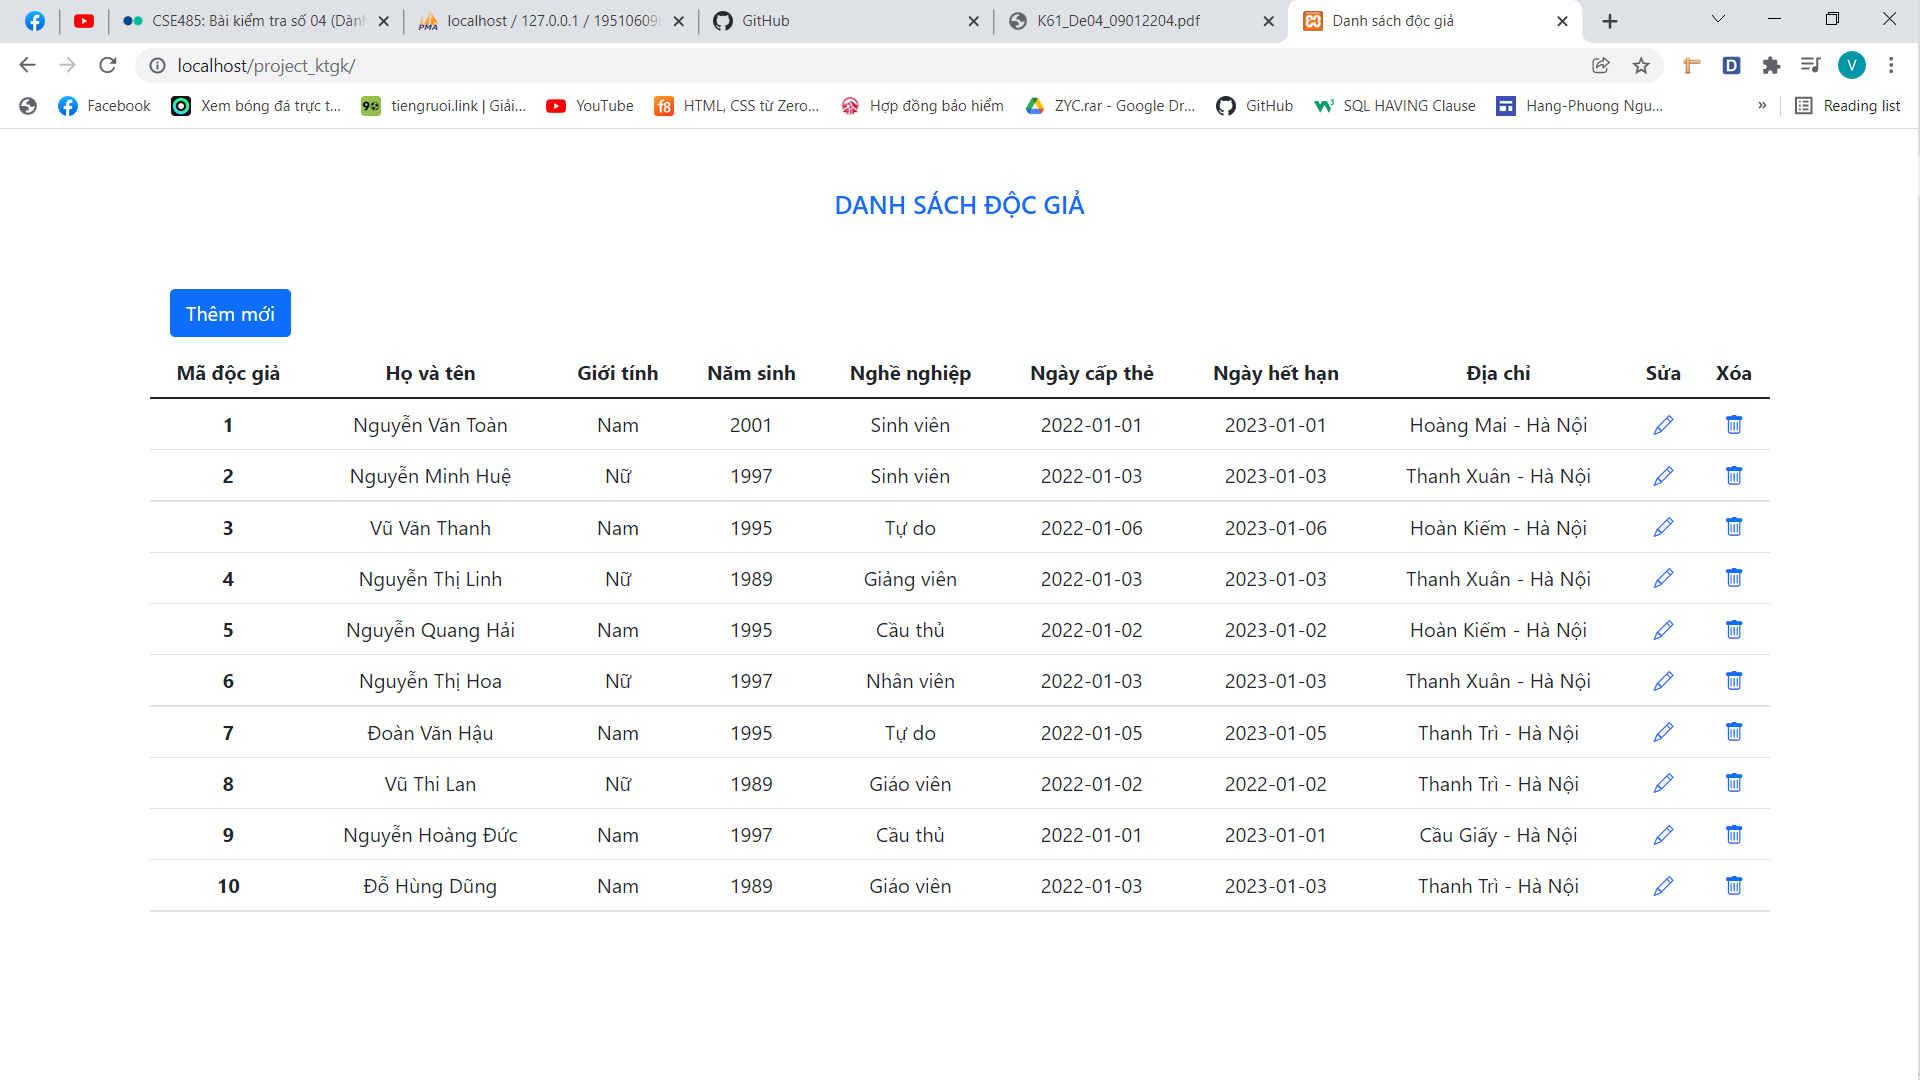 CSE485: Bài kiểm tra số 04 (Dành
localhost / 127.0.0.1 / 195106098
GitHub
K61_De04_09012204.pdf
Danh sách độc giả
localhost/project_ktgk/
V
Facebook
Xem bóng đá trực t...
tiengruoi.link | Giải...
YouTube
HTML, CSS từ Zero...
Hợp đồng bảo hiểm
ZYC.rar - Google Dr...
GitHub
SQL HAVING Clause
Hang-Phuong Ngu...
»
Reading list
DANH SÁCH ĐỘC GIẢ
Thêm mới
Mã độc giả Họ và tên Giới tính Năm sinh Nghề nghiệp Ngày cấp thẻ Ngày hết hạn Địa chỉ Sửa Xóa
1 Nguyễn Văn Toàn Nam 2001 Sinh viên 2022-01-01 2023-01-01 Hoàng Mai - Hà Nội
2 Nguyễn Minh Huệ Nữ 1997 Sinh viên 2022-01-03 2023-01-03 Thanh Xuân - Hà Nội
3 Vũ Văn Thanh Nam 1995 Tự do 2022-01-06 2023-01-06 Hoàn Kiếm - Hà Nội
4 Nguyễn Thị Linh Nữ 1989 Giảng viên 2022-01-03 2023-01-03 Thanh Xuân - Hà Nội
5 Nguyễn Quang Hải Nam 1995 Cầu thủ 2022-01-02 2023-01-02 Hoàn Kiếm - Hà Nội
6 Nguyễn Thị Hoa Nữ 1997 Nhân viên 2022-01-03 2023-01-03 Thanh Xuân - Hà Nội
7 Đoàn Văn Hậu Nam 1995 Tự do 2022-01-05 2023-01-05 Thanh Trì - Hà Nội
8 Vũ Thi Lan Nữ 1989 Giáo viên 2022-01-02 2022-01-02 Thanh Trì - Hà Nội
9 Nguyễn Hoàng Đức Nam 1997 Cầu thủ 2022-01-01 2023-01-01 Cầu Giấy - Hà Nội
10 Đỗ Hùng Dũng Nam 1989 Giáo viên 2022-01-03 2023-01-03 Thanh Trì - Hà Nội